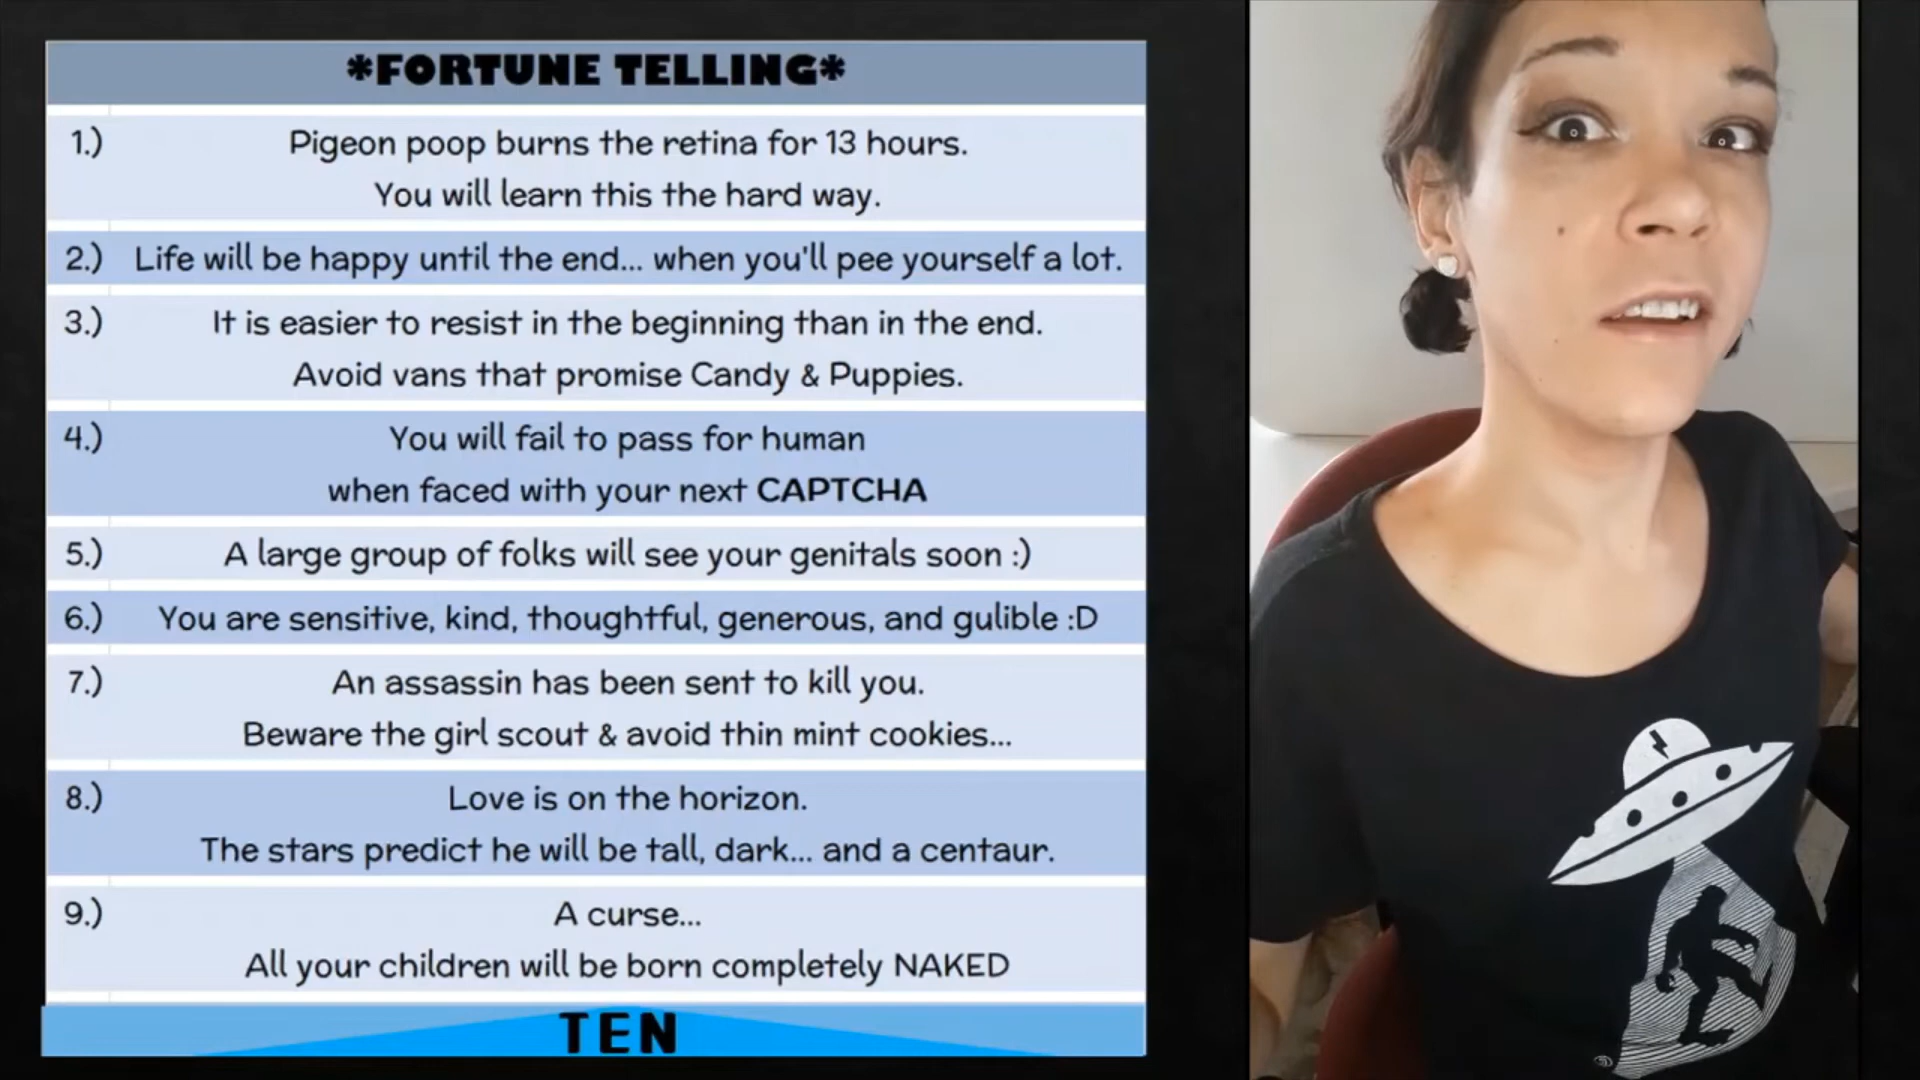 *FORTUNE TELLING*
1.) Pigeon poop burns the retina for 13 hours.
You will learn this the hard way.
2.) Life will be happy until the end... when you'll pee yourself a lot.
3.) It is easier to resist in the beginning than in the end.
Avoid vans that promise Candy & Puppies.
4.) You will fail to pass for human
when faced with your next CAPTCHA
5.) A large group of folks will see your genitals soon :)
6.) You are sensitive, kind, thoughtful, generous, and gulible :D
7.) An assassin has been sent to kill you.
Beware the girl scout & avoid thin mint cookies...
8.) Love is on the horizon.
The stars predict he will be tall, dark... and a centaur.
9.) A curse...
All your children will be born completely NAKED
TEN